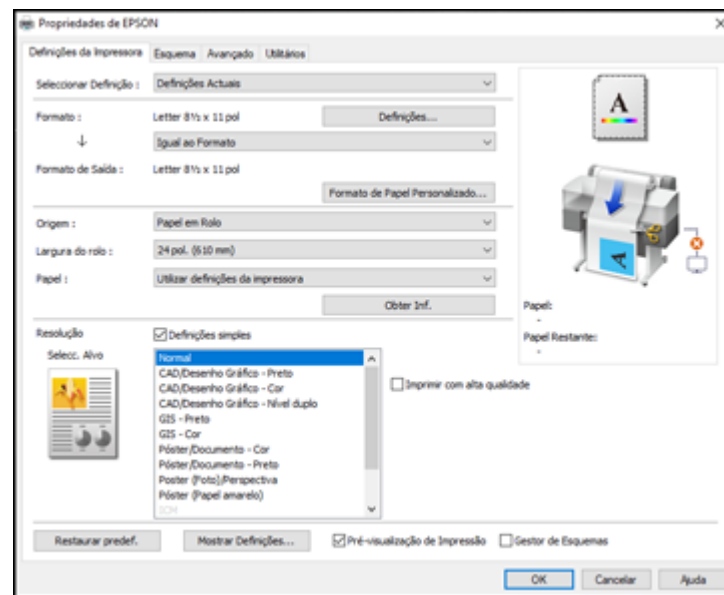 Propriedades de EPSON
Definições da Impressora Esquema Avançado Utilitários
Seleccionar Definição : Definições Actuais
Formato : Letter 8½ x 11 pol Definições...
Igual ao Formato
Formato de Saída : Letter 8½ x 11 pol
Formato de Papel Personalizado...
Origem : Papel em Rolo
Largura do rolo : 24 pol. (610 mm)
Papel : Utilizar definições da impressora
Obter Inf.
A
A
Papel:
-
Papel Restante:
-
Resolução Definições simples
Selecc. Alvo
Normal
CAD/Desenho Gráfico - Preto
CAD/Desenho Gráfico - Cor
CAD/Desenho Gráfico - Nível duplo
GIS - Preto
GIS - Cor
Póster/Documento - Cor
Póster/Documento - Preto
Poster (Foto)/Perspectiva
Póster (Papel amarelo)
ICM
Imprimir com alta qualidade
Restaurar predef. Mostrar Definições... Pré-visualização de Impressão Gestor de Esquemas
OK Cancelar Ajuda